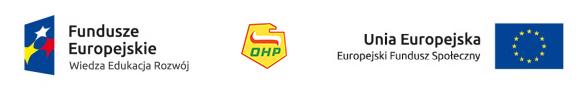 Fundusze
Europejskie
Wiedza Edukacja Rozwój
OHP
Unia Europejska
Europejski Fundusz Społeczny